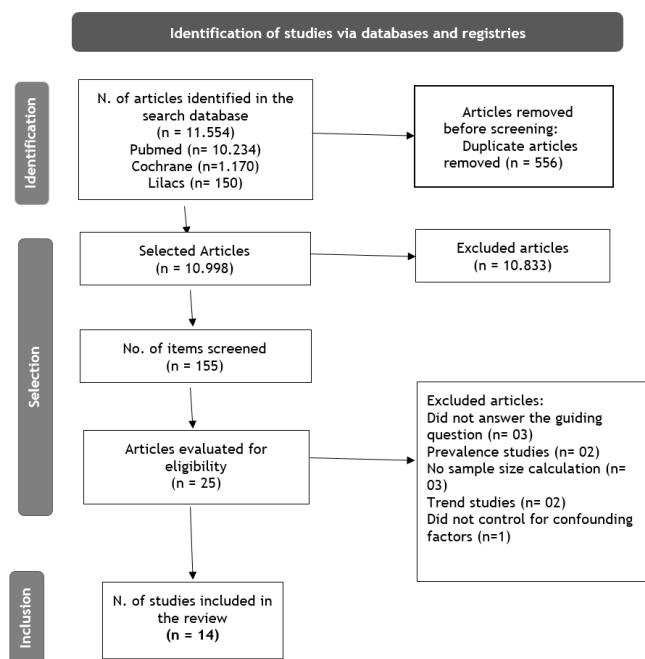 Identification of studies via databases and registries
Identification
N. of articles identified in the
search database
(n = 11.554)
Pubmed (n= 10.234)
Cochrane (n=1.170)
Lilacs (n= 150)
Articles removed
before screening:
Duplicate articles
removed (n = 556)
Selection
Selected Articles
(n = 10.998)
Excluded articles
(n = 10.833)
No. of items screened
(n = 155)
Articles evaluated for
eligibility
(n = 25)
Excluded articles:
Did not answer the guiding
question (n= 03)
Prevalence studies (n= 02)
No sample size calculation (n=
03)
Trend studies (n= 02)
Did not control for confounding
factors (n=1)
Inclusion
N. of studies included in
the review
(n = 14)